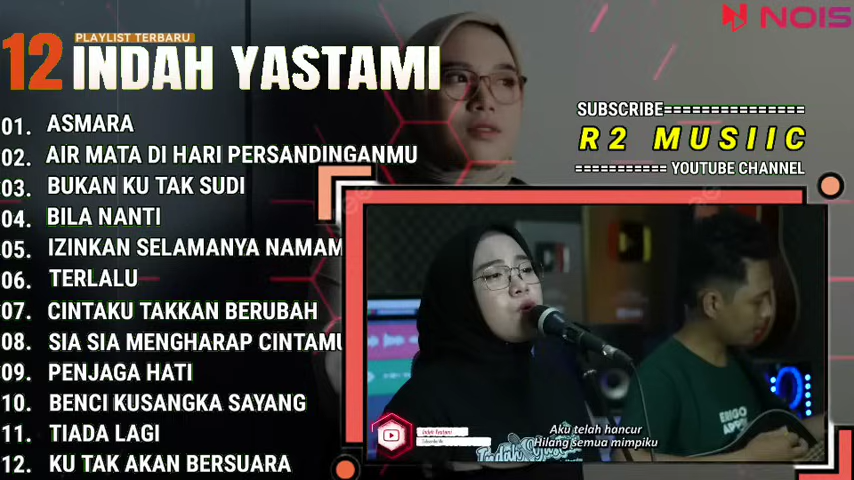 NOIS
PLAYLIST TERBARU
12 INDAH YASTAMI
SUBSCRIBE===============
R2 MUSIIC
=========== YOUTUBE CHANNEL
01. ASMARA
02. AIR MATA DI HARI PERSANDINGANMU
03. BUKAN KU TAK SUDI
04. BILA NANTI
05. IZINKAN SELAMANYA NAMAM
06. TERLALU
07. CINTAKU TAKKAN BERUBAH
08. SIA SIA MENGHARAP CINTAMU
09. PENJAGA HATI
10. BENCI KUSANGKA SAYANG
11. TIADA LAGI
12. KU TAK AKAN BERSUARA
Indah Yastami
Aku telah hancur
Hilang semua mimpiku
ERIGO